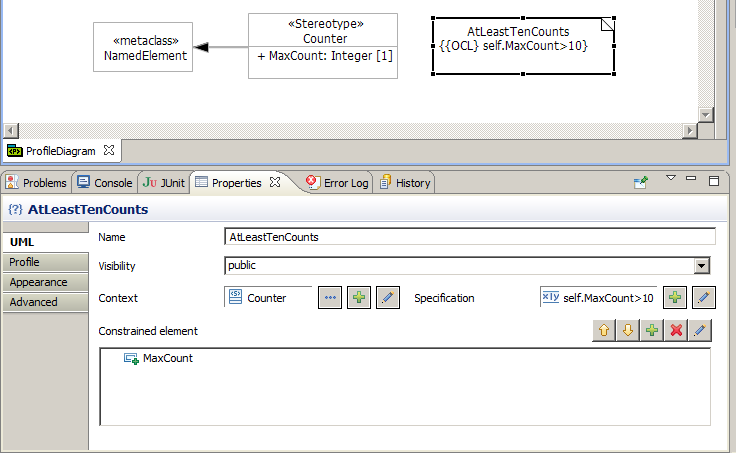 «metaclass»
NamedElement
«Stereotype»
Counter
+ MaxCount: Integer [1]
AtLeastTenCounts
{{OCL} self.MaxCount>10}
ProfileDiagram
Problems Console JUnit Properties Error Log History
AtLeastTenCounts
UML
Profile
Appearance
Advanced
Name AtLeastTenCounts
Visibility public
Context Counter Specification x|y self.MaxCount>10
Constrained element
MaxCount